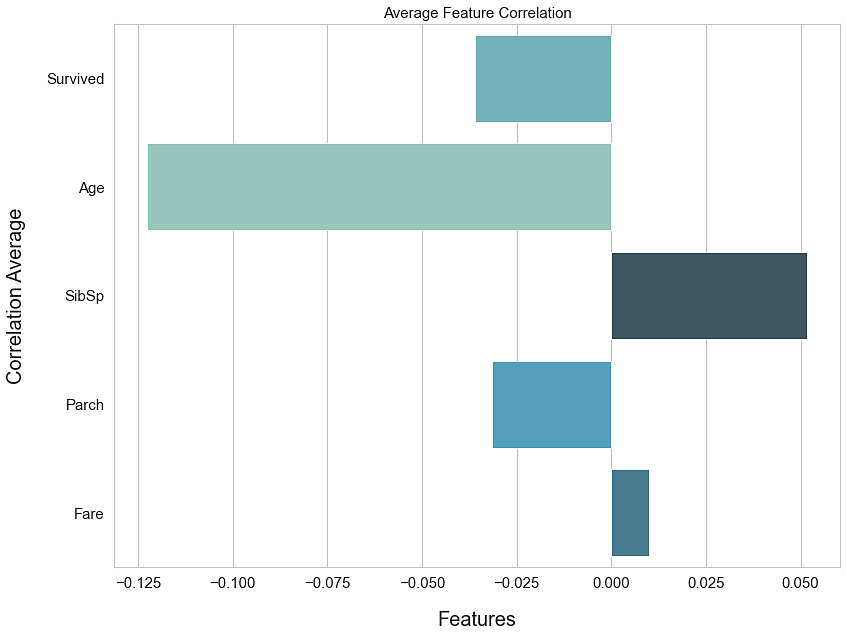 Average Feature Correlation
Correlation Average
Survived
Age
SibSp
Parch
Fare
−0.125 −0.100 −0.075 −0.050 −0.025 0.000 0.025 0.050
Features